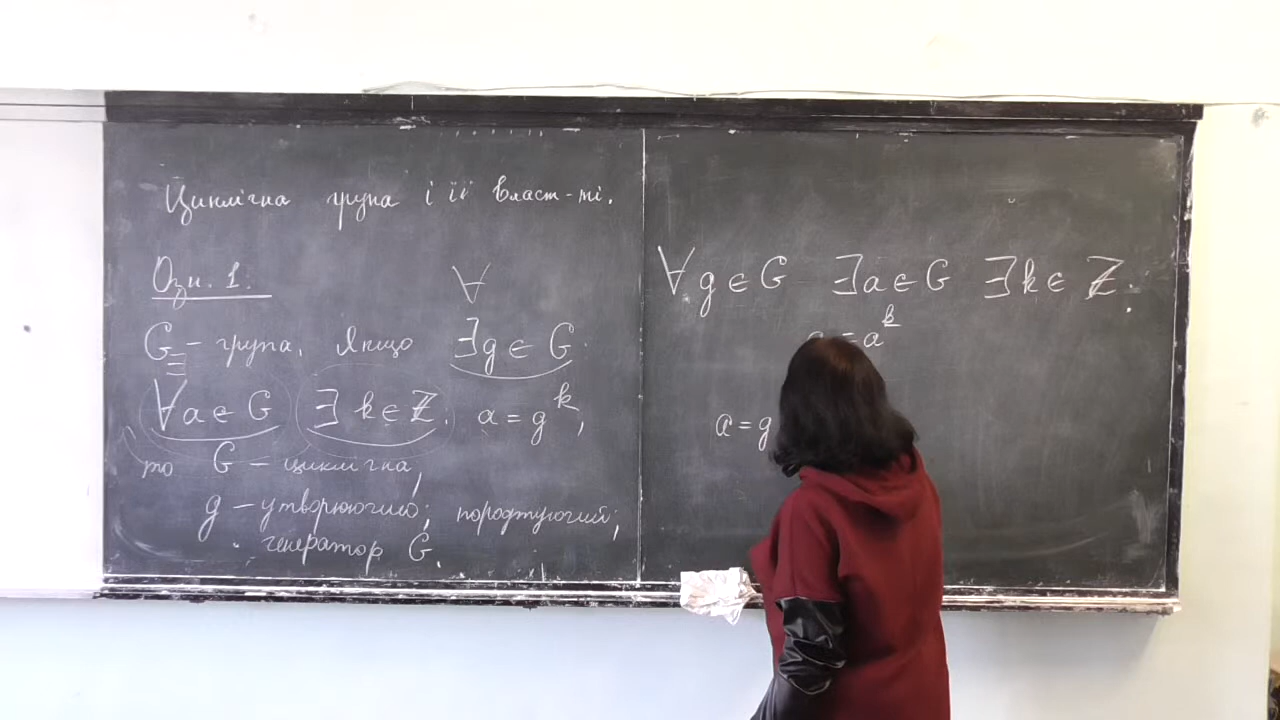 Циклічна група і її власт-ті.
Озн. 1.
∀
G – група. Якщо ∃g ∈ G
∀a ∈ G ∃ k ∈ ℤ: a = g^k,
то G – циклічна,
g – утворюючий; породжуючий;
генератор G.
∀g ∈ G ∃a ∈ G ∃k ∈ ℤ:
= a^k
a = g